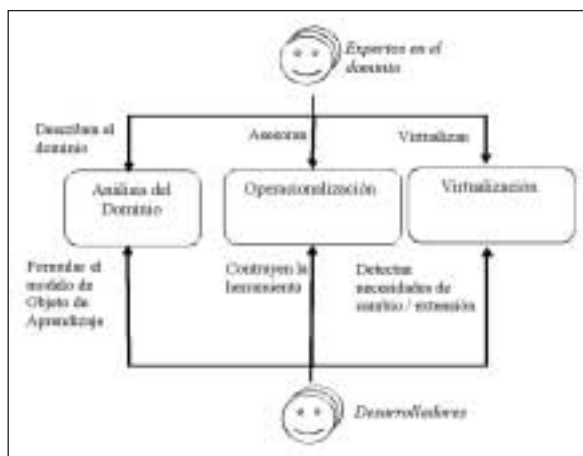 Expertos en el
dominio
Describen el
dominio
Asesoran
Virtualizan
Análisis del
Dominio
Operacionalización
Virtualización
Formulan el
modelo de
Objeto de
Aprendizaje
Contruyen la
herramienta
Detectan
necesidades de
cambio / extensión
Desarrolladores